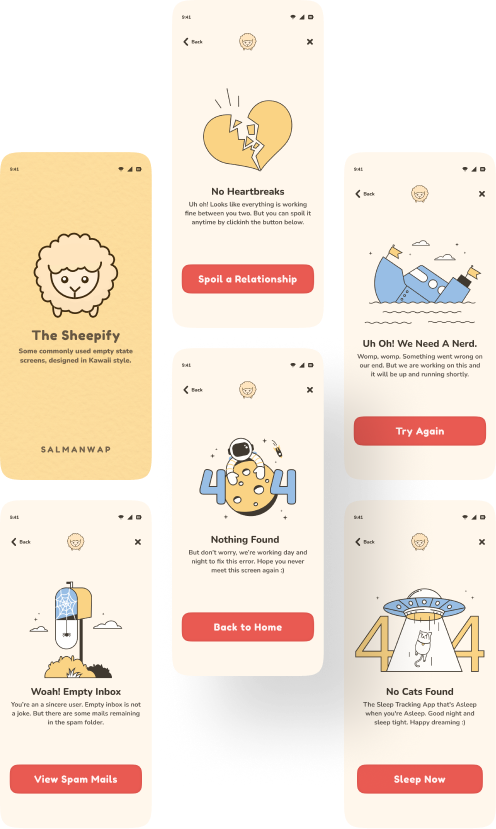 9:41
The Sheepify
Some commonly used empty state
screens, designed in Kawaii style.
SALMANWAP
9:41
Back
Woah! Empty Inbox
You're an a sincere user. Empty inbox is not
a joke. But there are some mails remaining
in the spam folder.
View Spam Mails
9:41
Back
No Heartbreaks
Uh oh! Looks like everything is working
fine between you two. But you can spoil it
anytime by clickinh the button below.
Spoil a Relationship
9:41
Back
404
Nothing Found
But don't worry, we're working day and
night to fix this error. Hope you never
meet this screen again :)
Back to Home
9:41
Back
Uh Oh! We Need A Nerd.
Womp, womp. Something went wrong on
our end. But we are working on this and
it will be up and running shortly.
Try Again
9:41
Back
4 4
No Cats Found
The Sleep Tracking App that's Asleep
when you're Asleep. Good night and
sleep tight. Happy dreaming :)
Sleep Now